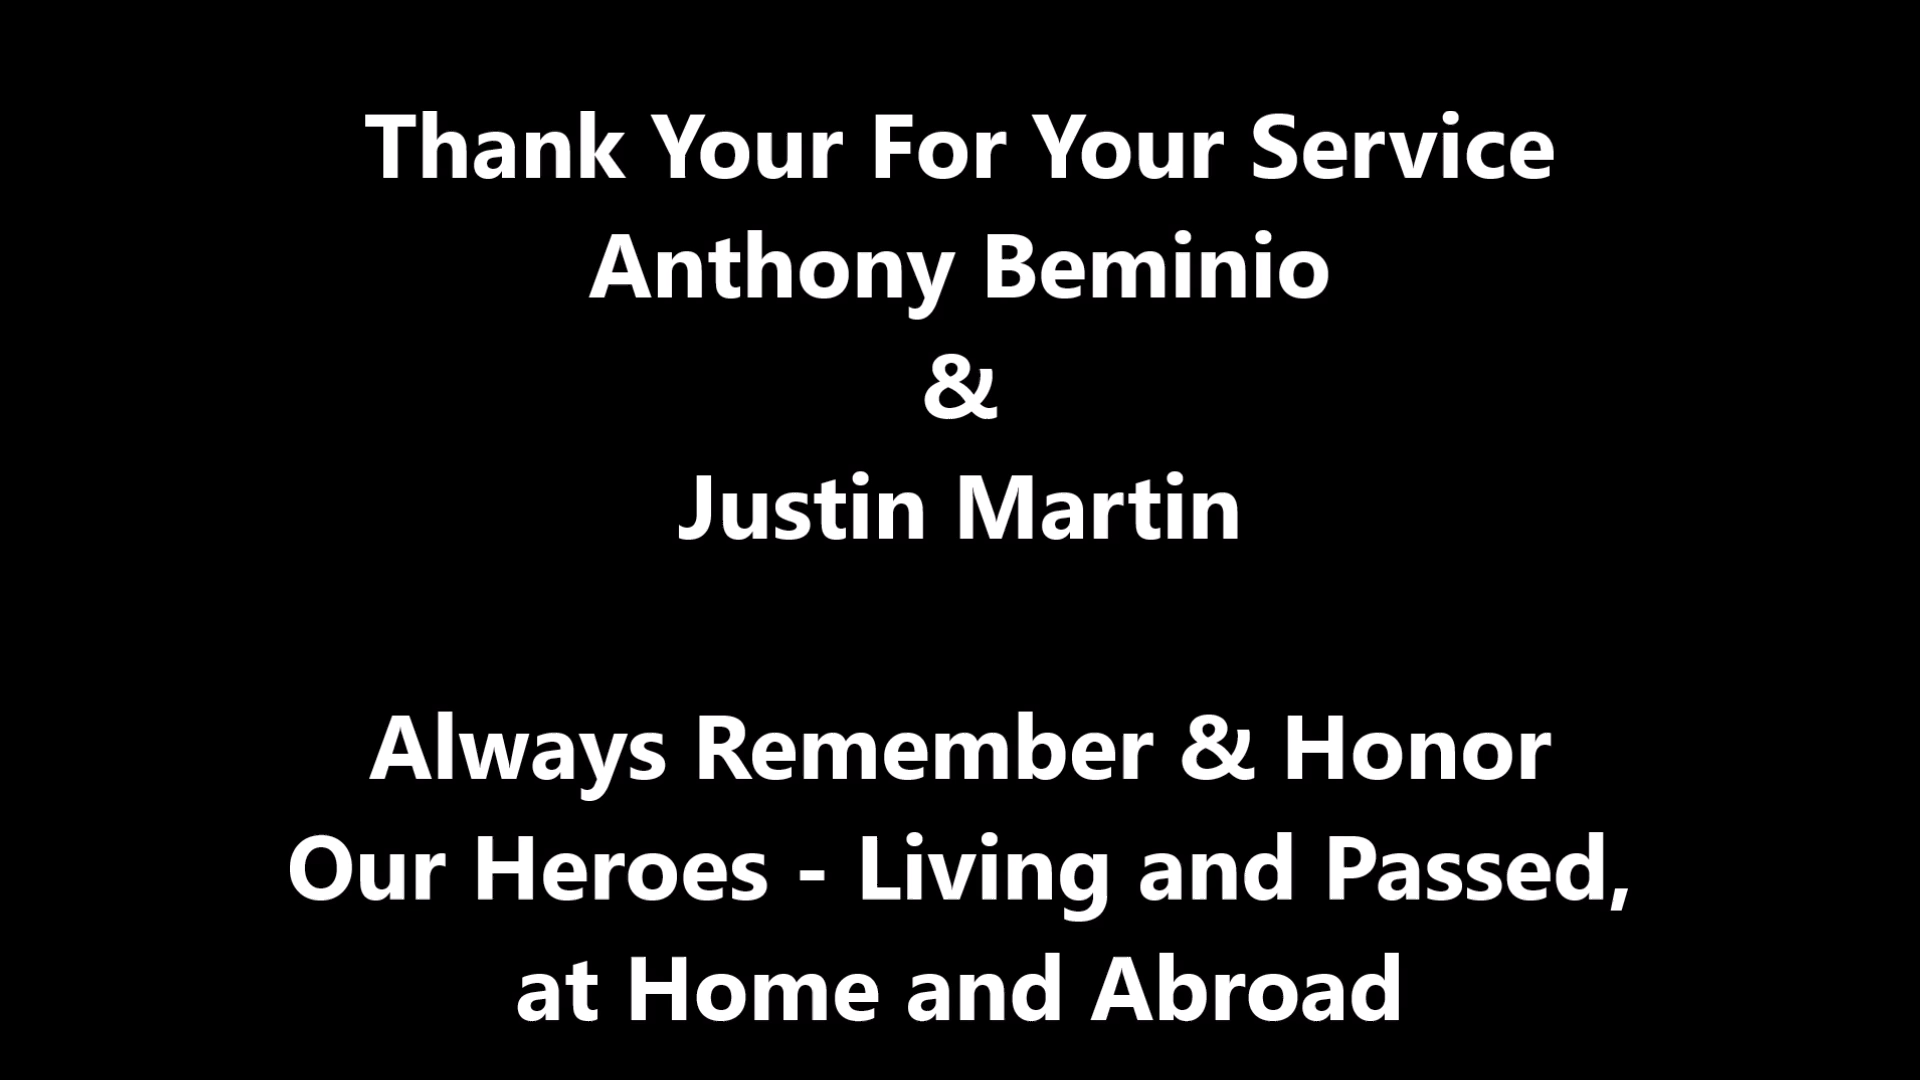 Thank Your For Your Service
Anthony Beminio
&
Justin Martin
Always Remember & Honor
Our Heroes - Living and Passed,
at Home and Abroad